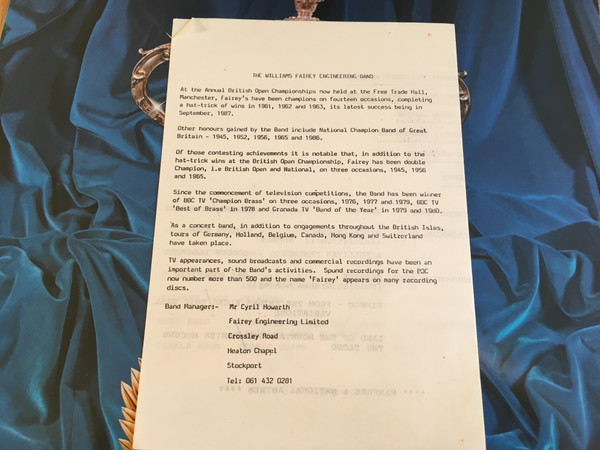 THE WILLIAMS FAIREY ENGINEERING BAND
At the Annual British Open Championships now held at the Free Trade Hall,
Manchester, Fairey's have been champions on fourteen occasions, completing
a hat-trick of wins in 1961, 1962 and 1963, its latest success being in
September, 1987.
Other honours gained by the Band include National Champion Band of Great
Britain - 1945, 1952, 1956, 1965 and 1986.
Of those contesting achievements it is notable that, in addition to the
hat-trick wins at the British Open Championship, Fairey has been double
Champion, i.e British Open and National, on three occasions, 1945, 1956
and 1965.
Since the commencement of television competitions, the Band has been winner
of BBC TV 'Champion Brass' on three occasions, 1976, 1977 and 1979, BBC TV
'Best of Brass' in 1978 and Granada TV 'Band of the Year' in 1979 and 1980.
As a concert band, in addition to engagements throughout the British Isles,
tours of Germany, Holland, Belgium, Canada, Hong Kong and Switzerland
have taken place.
TV appearances, sound broadcasts and commercial recordings have been an
important part of the Band's activities. Sound recordings for the BBC
now number more than 500 and the name 'Fairey' appears on many recording
discs.
Band Manager:- Mr Cyril Howarth
Fairey Engineering Limited
Crossley Road
Heaton Chapel
Stockport
Tel: 061 432 0281